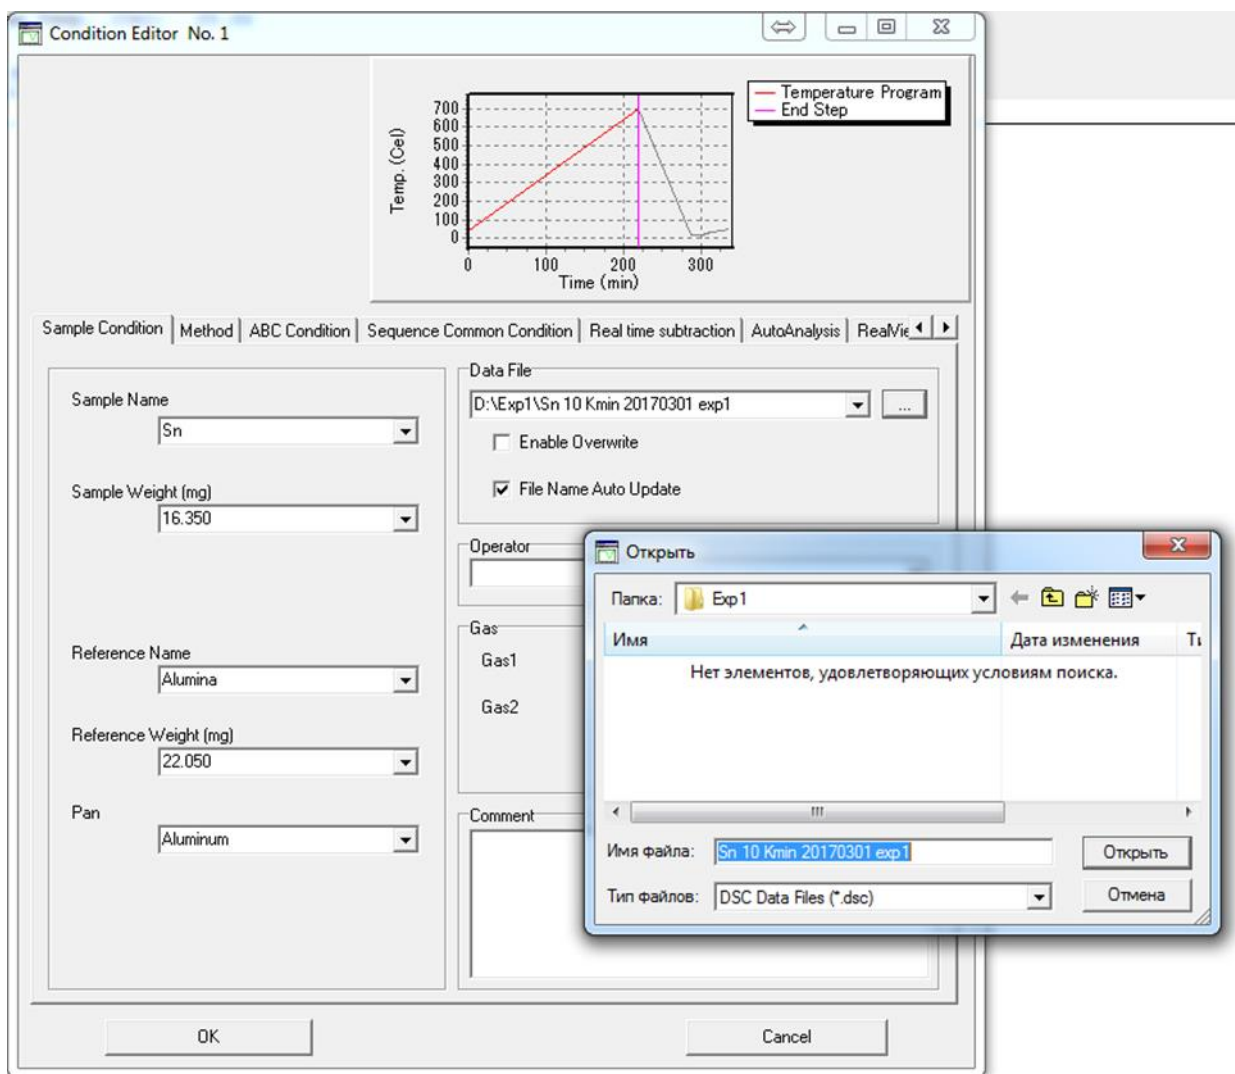 Condition Editor No. 1
Temperature Program
End Step
Temp. (Cel)
700
600
500
400
300
200
100
0
0 100 200 300
Time (min)
Sample Condition Method ABC Condition Sequence Common Condition Real time subtraction AutoAnalysis RealVie
Sample Name
Sn
Sample Weight (mg)
16.350
Reference Name
Alumina
Reference Weight (mg)
22.050
Pan
Aluminum
Data File
D:\Exp1\Sn 10 Kmin 20170301 exp1
...
Enable Overwrite
File Name Auto Update
Operator
Gas
Gas1
Gas2
Comment
OK
Cancel
Открыть
Папка: Exp1
Имя Дата изменения Ти
Нет элементов, удовлетворяющих условиям поиска.
Имя файла: Sn 10 Kmin 20170301 exp1 Открыть
Тип файлов: DSC Data Files (*.dsc) Отмена